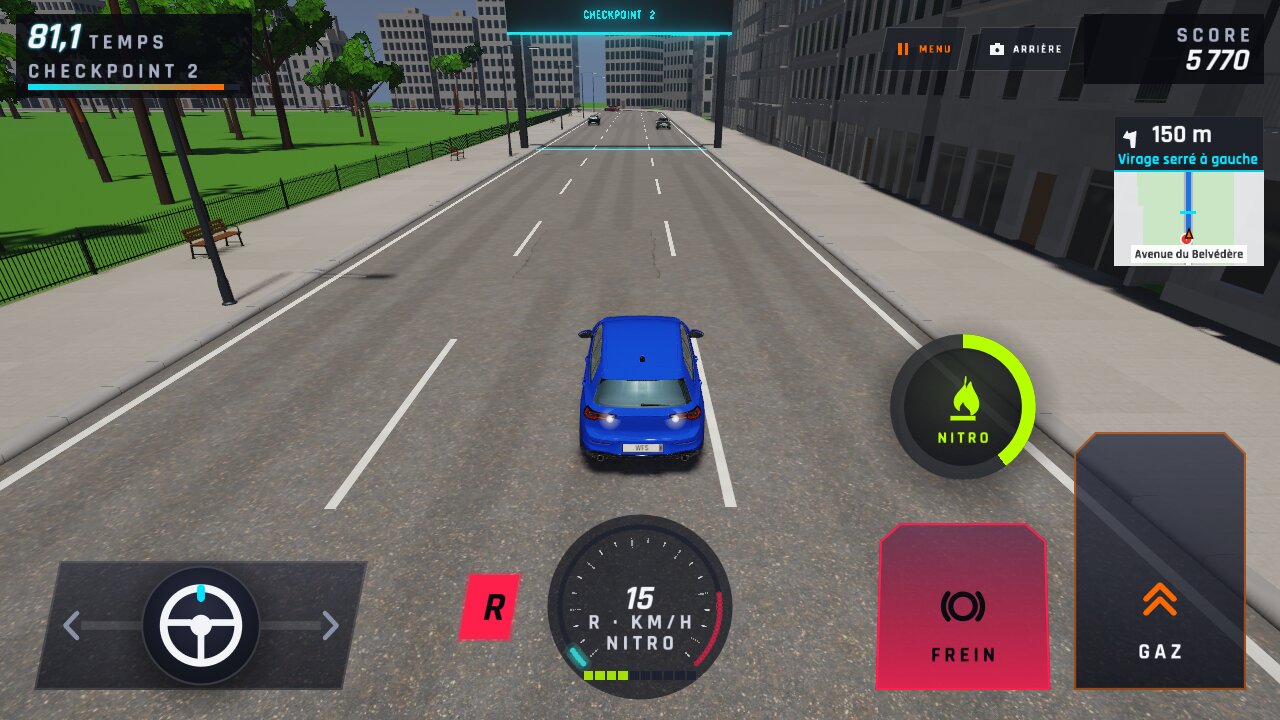 81,1 TEMPS
CHECKPOINT 2
CHECKPOINT 2
MENU
ARRIÈRE
SCORE
5 770
150 m
Virage serré à gauche
Avenue du Belvédère
NITRO
WFS
R
15
R · KM/H
NITRO
FREIN
GAZ